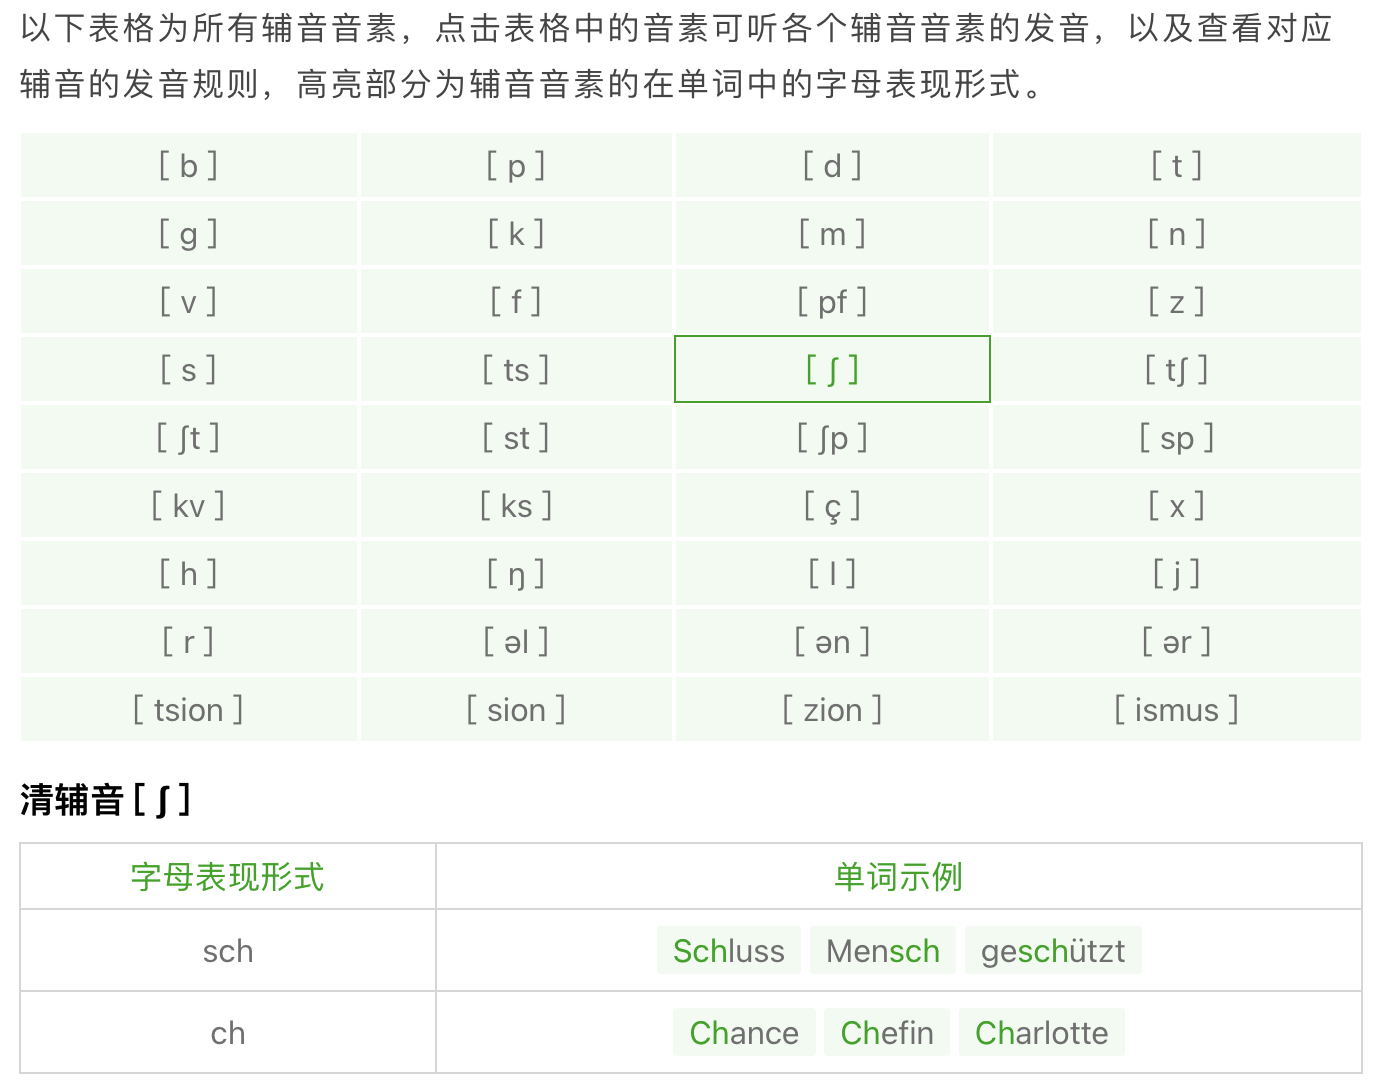 以下表格为所有辅音音素，点击表格中的音素可听各个辅音音素的发音，以及查看对应
辅音的发音规则，高亮部分为辅音音素的在单词中的字母表现形式。
[ b ] [ p ] [ d ] [ t ]
[ g ] [ k ] [ m ] [ n ]
[ v ] [ f ] [ pf ] [ z ]
[ s ] [ ts ] [ ʃ ] [ tʃ ]
[ ʃt ] [ st ] [ ʃp ] [ sp ]
[ kv ] [ ks ] [ ç ] [ x ]
[ h ] [ ŋ ] [ l ] [ j ]
[ r ] [ əl ] [ ən ] [ ər ]
[ tsion ] [ sion ] [ zion ] [ ismus ]
清辅音 [ ʃ ]
字母表现形式 单词示例
sch Schluss Mensch geschützt
ch Chance Chefin Charlotte